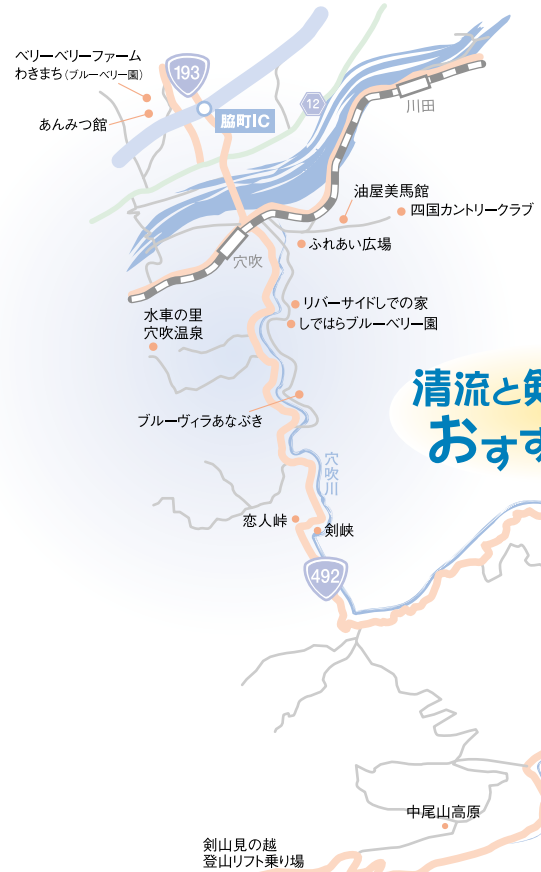 ベリーベリーファーム
わきまち(ブルーベリー園)
193
あんみつ館
脇町IC
12
川田
油屋美馬館
四国カントリークラブ
ふれあい広場
穴吹
水車の里
穴吹温泉
リバーサイドしでの家
しではらブルーベリー園
清流と剣
おすす
ブルーヴィラあなぶき
穴吹川
恋人峠
剣峡
492
中尾山高原
剣山見の越
登山リフト乗り場